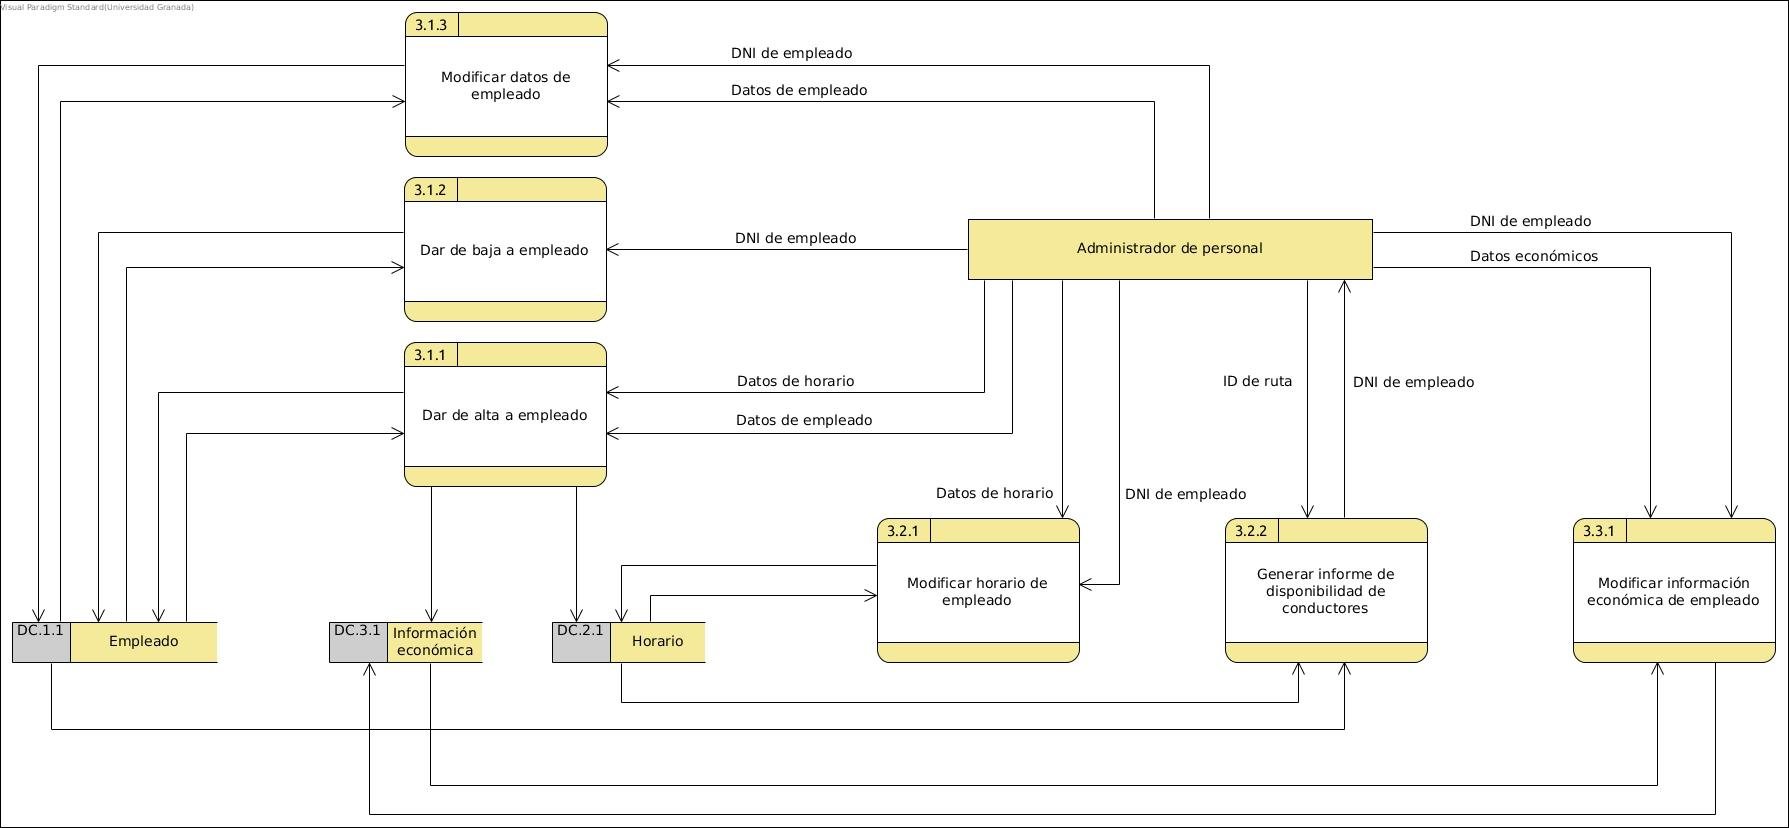 Visual Paradigm Standard(Universidad Granada)
3.1.3
Modificar datos de
empleado
DNI de empleado
Datos de empleado
3.1.2
Dar de baja a empleado
DNI de empleado
Administrador de personal
DNI de empleado
Datos económicos
3.1.1
Dar de alta a empleado
Datos de horario
Datos de empleado
ID de ruta
DNI de empleado
Datos de horario
DNI de empleado
3.2.1
Modificar horario de
empleado
3.2.2
Generar informe de
disponibilidad de
conductores
3.3.1
Modificar información
económica de empleado
DC.1.1
Empleado
DC.3.1
Información
económica
DC.2.1
Horario